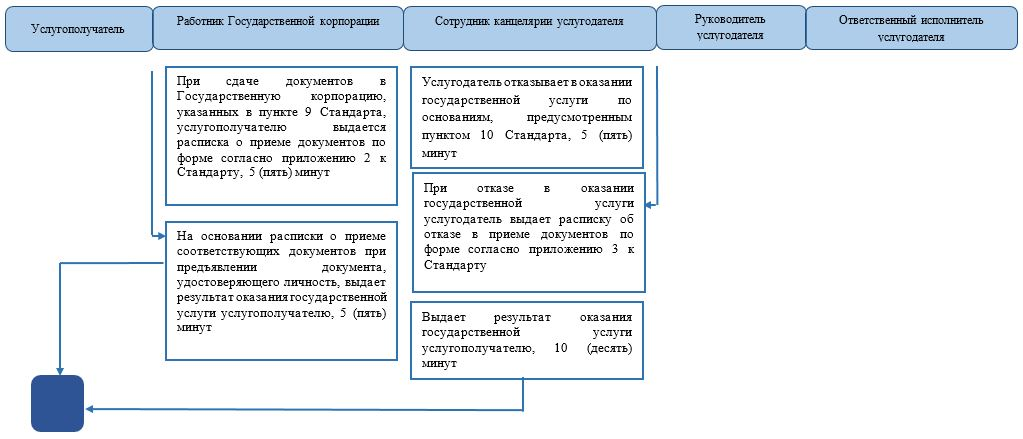 Услугополучатель
Работник Государственной корпорации
Сотрудник канцелярии услугодателя
Руководитель
услугодателя
Ответственный исполнитель
услугодателя
При сдаче документов в
Государственную корпорацию,
указанных в пункте 9 Стандарта,
услугополучателю выдается
расписка о приеме документов по
форме согласно приложению 2 к
Стандарту, 5 (пять) минут
На основании расписки о приеме
соответствующих документов при
предъявлении документа,
удостоверяющего личность, выдает
результат оказания государственной
услуги услугополучателю, 5 (пять)
минут
Услугодатель отказывает в оказании
государственной услуги по
основаниям, предусмотренным
пунктом 10 Стандарта, 5 (пять)
минут
При отказе в оказании
государственной услуги
услугодатель выдает расписку об
отказе в приеме документов по
форме согласно приложению 3 к
Стандарту
Выдает результат оказания
государственной услуги
услугополучателю, 10 (десять)
минут